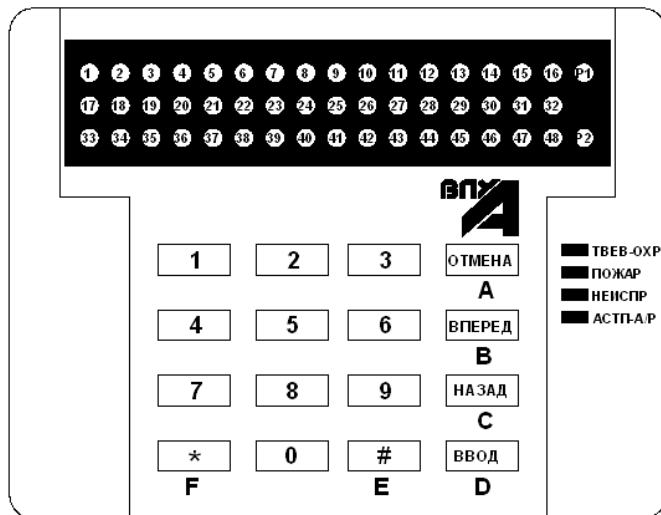 1 2 3 4 5 6 7 8 9 10 11 12 13 14 15 16 P1
17 18 19 20 21 22 23 24 25 26 27 28 29 30 31 32
33 34 35 36 37 38 39 40 41 42 43 44 45 46 47 48 P2
ВПУ
А
1 2 3 ОТМЕНА
A
4 5 6 ВПЕРЕД
B
7 8 9 НАЗАД
C
* 0 # ВВОД
F E D
ТВЕВ-ОХР
ПОЖАР
НЕИСПР
АСТП-А/Р